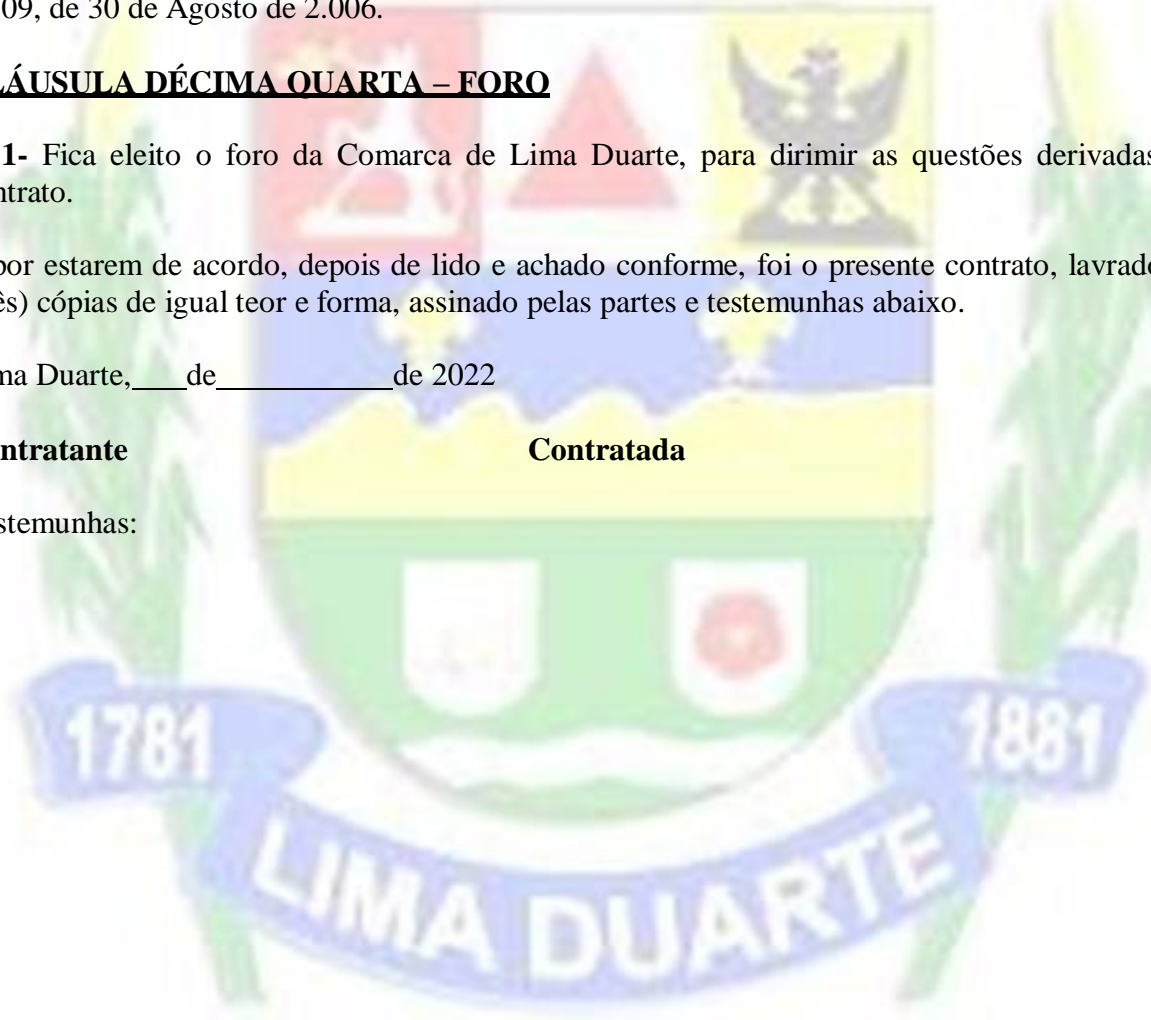 09, de 30 de Agosto de 2.006.
LÁUSULA DÉCIMA QUARTA – FORO
1- Fica eleito o foro da Comarca de Lima Duarte, para dirimir as questões derivadas
ntrato.
por estarem de acordo, depois de lido e achado conforme, foi o presente contrato, lavrado
ês) cópias de igual teor e forma, assinado pelas partes e testemunhas abaixo.
ma Duarte,___de__________de 2022
ntratante Contratada
stemunhas:
1781 1881
LIMA DUARTE